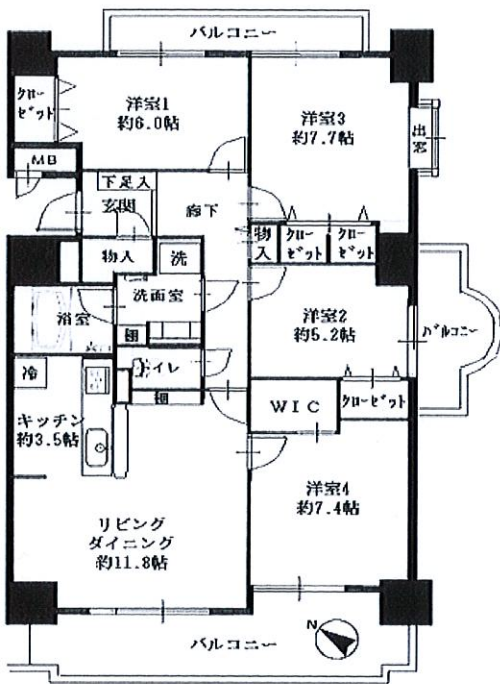 バルコニー
クロー
ゼット
洋室1
約6.0帖
洋室3
約7.7帖
出窓
MB
下足入
玄関
廊下
物入
洗
物入
クロー
ゼット
クロー
ゼット
洗面室
浴室
洋室2
約5.2帖
バルコニー
棚
トイレ
棚
冷
キッチン
約3.5帖
WIC
クローゼット
洋室4
約7.4帖
リビング
ダイニング
約11.8帖
N
バルコニー